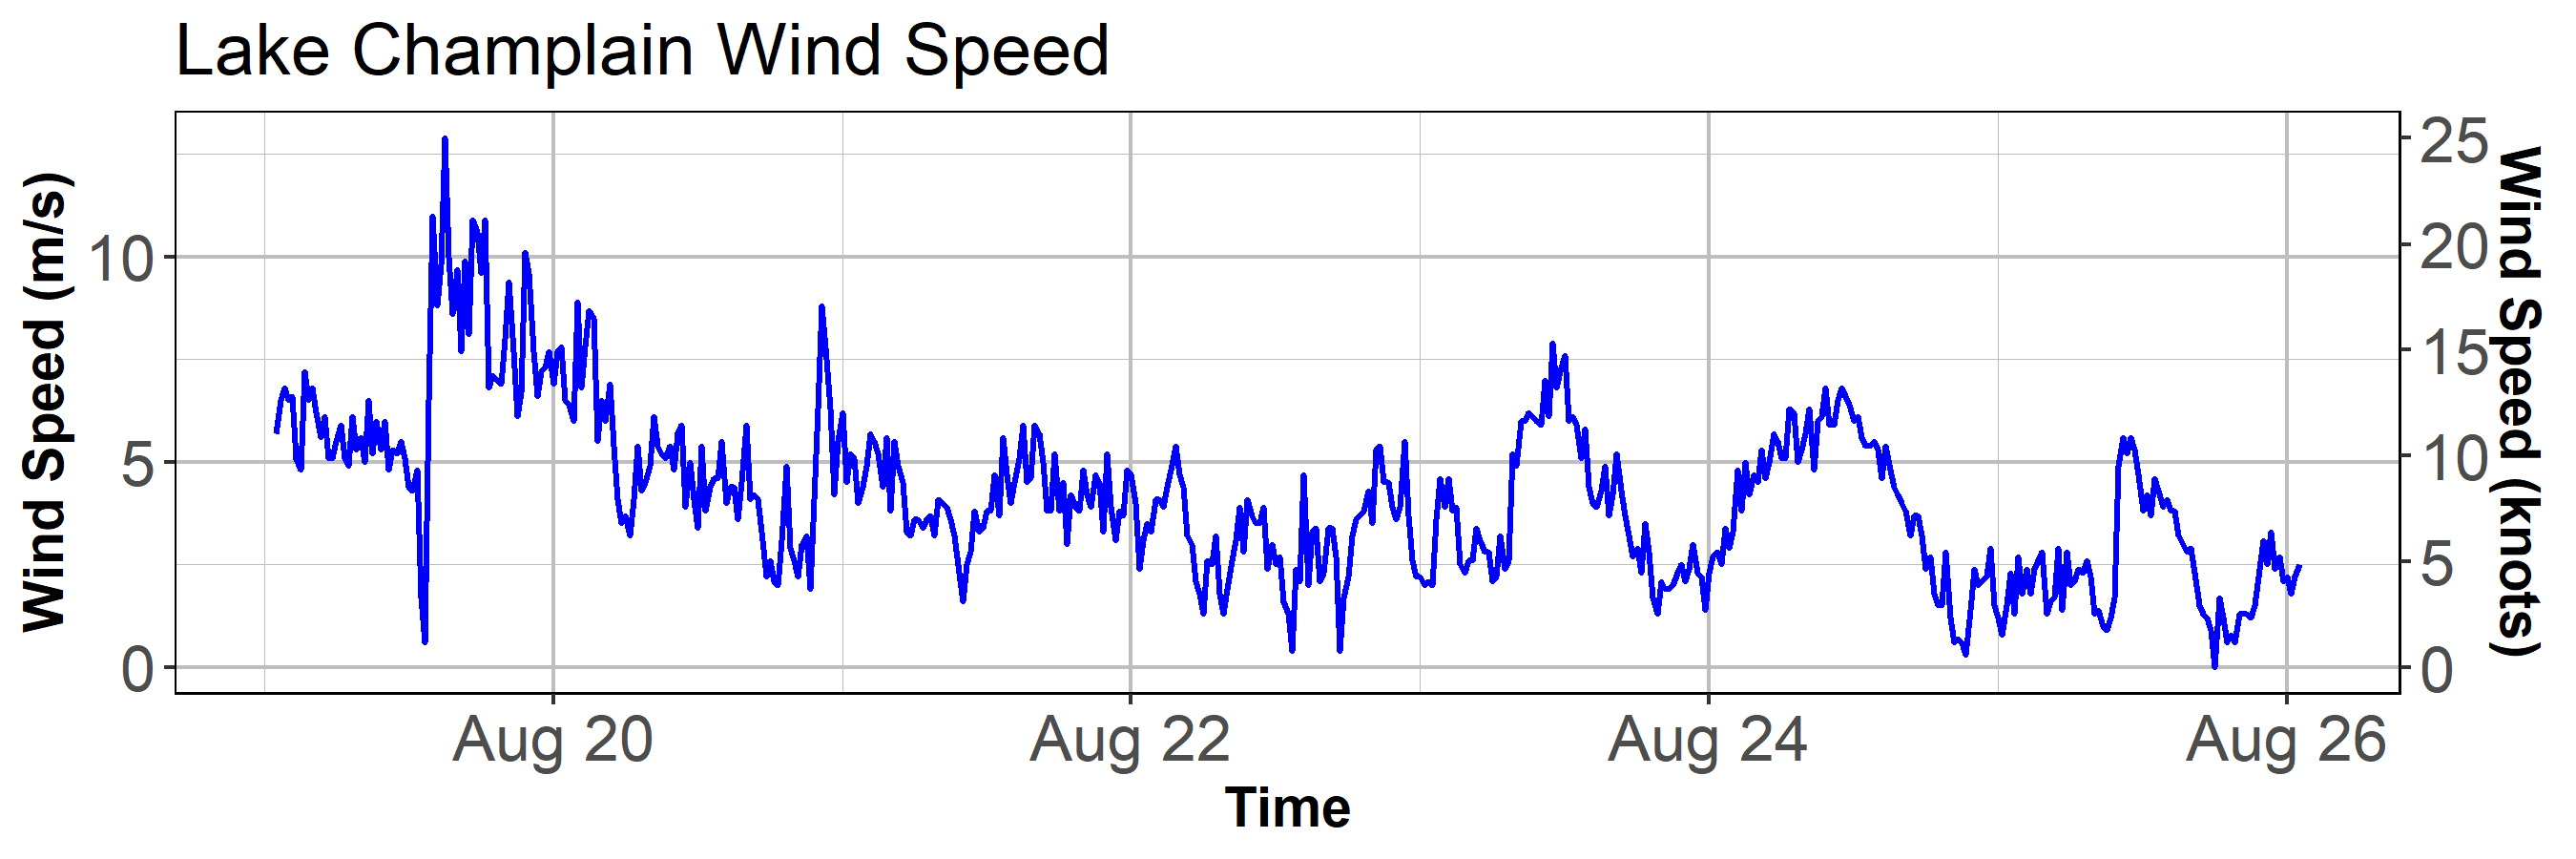 Lake Champlain Wind Speed
Wind Speed (m/s)
10
5
0
25
20
15
10
5
0
Wind Speed (knots)
Aug 20 Aug 22 Aug 24 Aug 26
Time